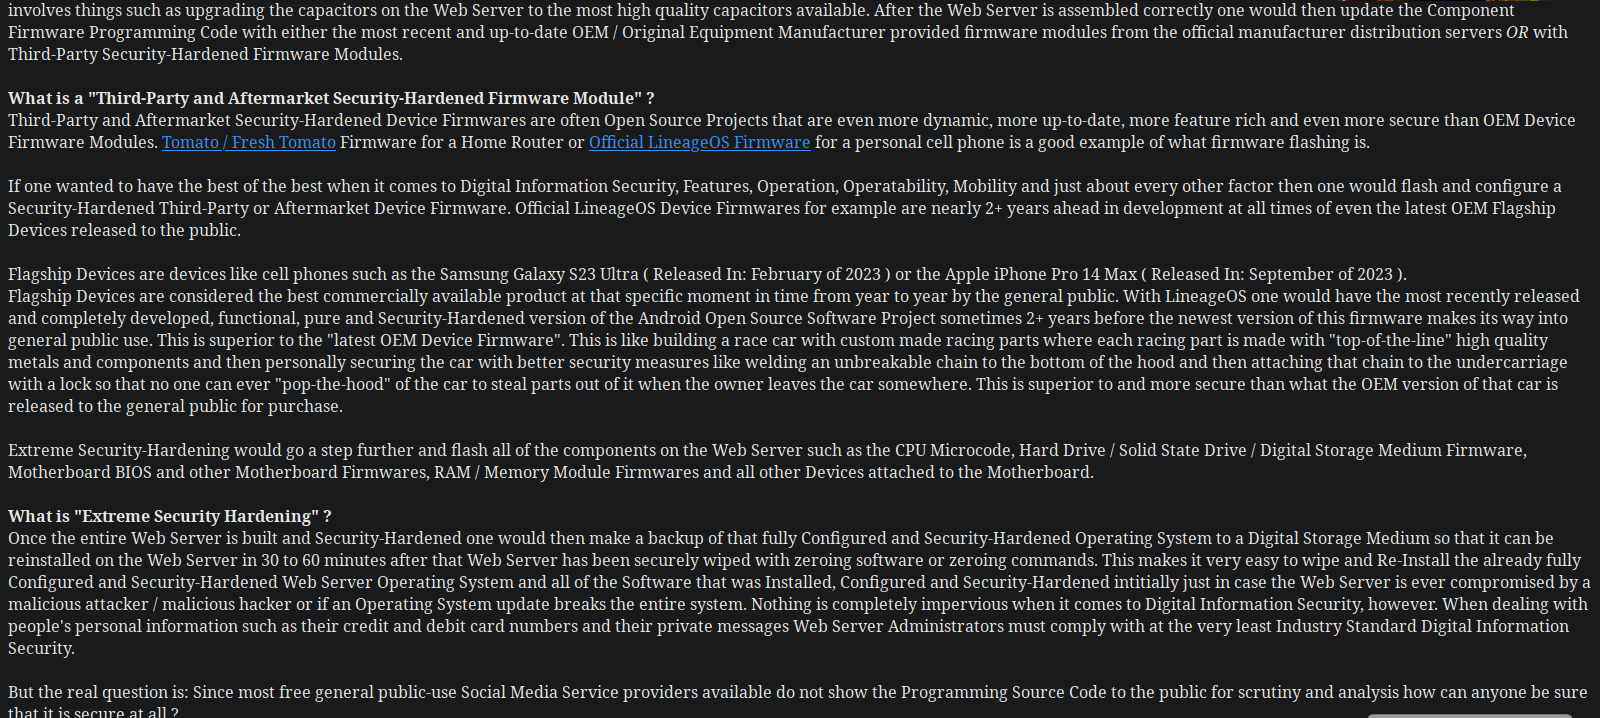 involves things such as upgrading the capacitors on the Web Server to the most high quality capacitors available. After the Web Server is assembled correctly one would then update the Component
Firmware Programming Code with either the most recent and up-to-date OEM / Original Equipment Manufacturer provided firmware modules from the official manufacturer distribution servers OR with
Third-Party Security-Hardened Firmware Modules.
What is a "Third-Party and Aftermarket Security-Hardened Firmware Module" ?
Third-Party and Aftermarket Security-Hardened Device Firmwares are often Open Source Projects that are even more dynamic, more up-to-date, more feature rich and even more secure than OEM Device
Firmware Modules. Tomato / Fresh Tomato Firmware for a Home Router or Official LineageOS Firmware for a personal cell phone is a good example of what firmware flashing is.
If one wanted to have the best of the best when it comes to Digital Information Security, Features, Operation, Operatability, Mobility and just about every other factor then one would flash and configure a
Security-Hardened Third-Party or Aftermarket Device Firmware. Official LineageOS Device Firmwares for example are nearly 2+ years ahead in development at all times of even the latest OEM Flagship
Devices released to the public.
Flagship Devices are devices like cell phones such as the Samsung Galaxy S23 Ultra ( Released In: February of 2023 ) or the Apple iPhone Pro 14 Max ( Released In: September of 2023 ).
Flagship Devices are considered the best commercially available product at that specific moment in time from year to year by the general public. With LineageOS one would have the most recently released
and completely developed, functional, pure and Security-Hardened version of the Android Open Source Software Project sometimes 2+ years before the newest version of this firmware makes its way into
general public use. This is superior to the "latest OEM Device Firmware". This is like building a race car with custom made racing parts where each racing part is made with "top-of-the-line" high quality
metals and components and then personally securing the car with better security measures like welding an unbreakable chain to the bottom of the hood and then attaching that chain to the undercarriage
with a lock so that no one can ever "pop-the-hood" of the car to steal parts out of it when the owner leaves the car somewhere. This is superior to and more secure than what the OEM version of that car is
released to the general public for purchase.
Extreme Security-Hardening would go a step further and flash all of the components on the Web Server such as the CPU Microcode, Hard Drive / Solid State Drive / Digital Storage Medium Firmware,
Motherboard BIOS and other Motherboard Firmwares, RAM / Memory Module Firmwares and all other Devices attached to the Motherboard.
What is "Extreme Security Hardening" ?
Once the entire Web Server is built and Security-Hardened one would then make a backup of that fully Configured and Security-Hardened Operating System to a Digital Storage Medium so that it can be
reinstalled on the Web Server in 30 to 60 minutes after that Web Server has been securely wiped with zeroing software or zeroing commands. This makes it very easy to wipe and Re-Install the already fully
Configured and Security-Hardened Web Server Operating System and all of the Software that was Installed, Configured and Security-Hardened intitially just in case the Web Server is ever compromised by a
malicious attacker / malicious hacker or if an Operating System update breaks the entire system. Nothing is completely impervious when it comes to Digital Information Security, however. When dealing with
people's personal information such as their credit and debit card numbers and their private messages Web Server Administrators must comply with at the very least Industry Standard Digital Information
Security.
But the real question is: Since most free general public-use Social Media Service providers available do not show the Programming Source Code to the public for scrutiny and analysis how can anyone be sure
that it is secure at all ?